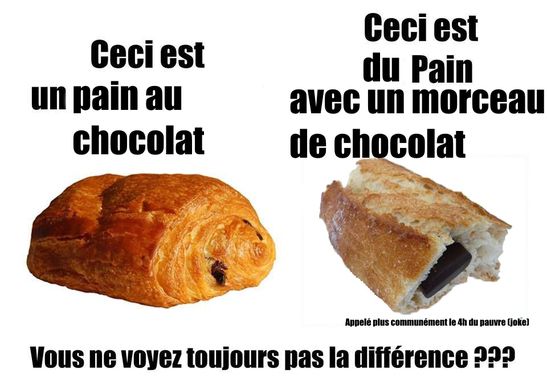 Ceci est
un pain au
chocolat
Ceci est
du Pain
avec un morceau
de chocolat
Appelé plus communément le 4h du pauvre (joke)
Vous ne voyez toujours pas la différence ???